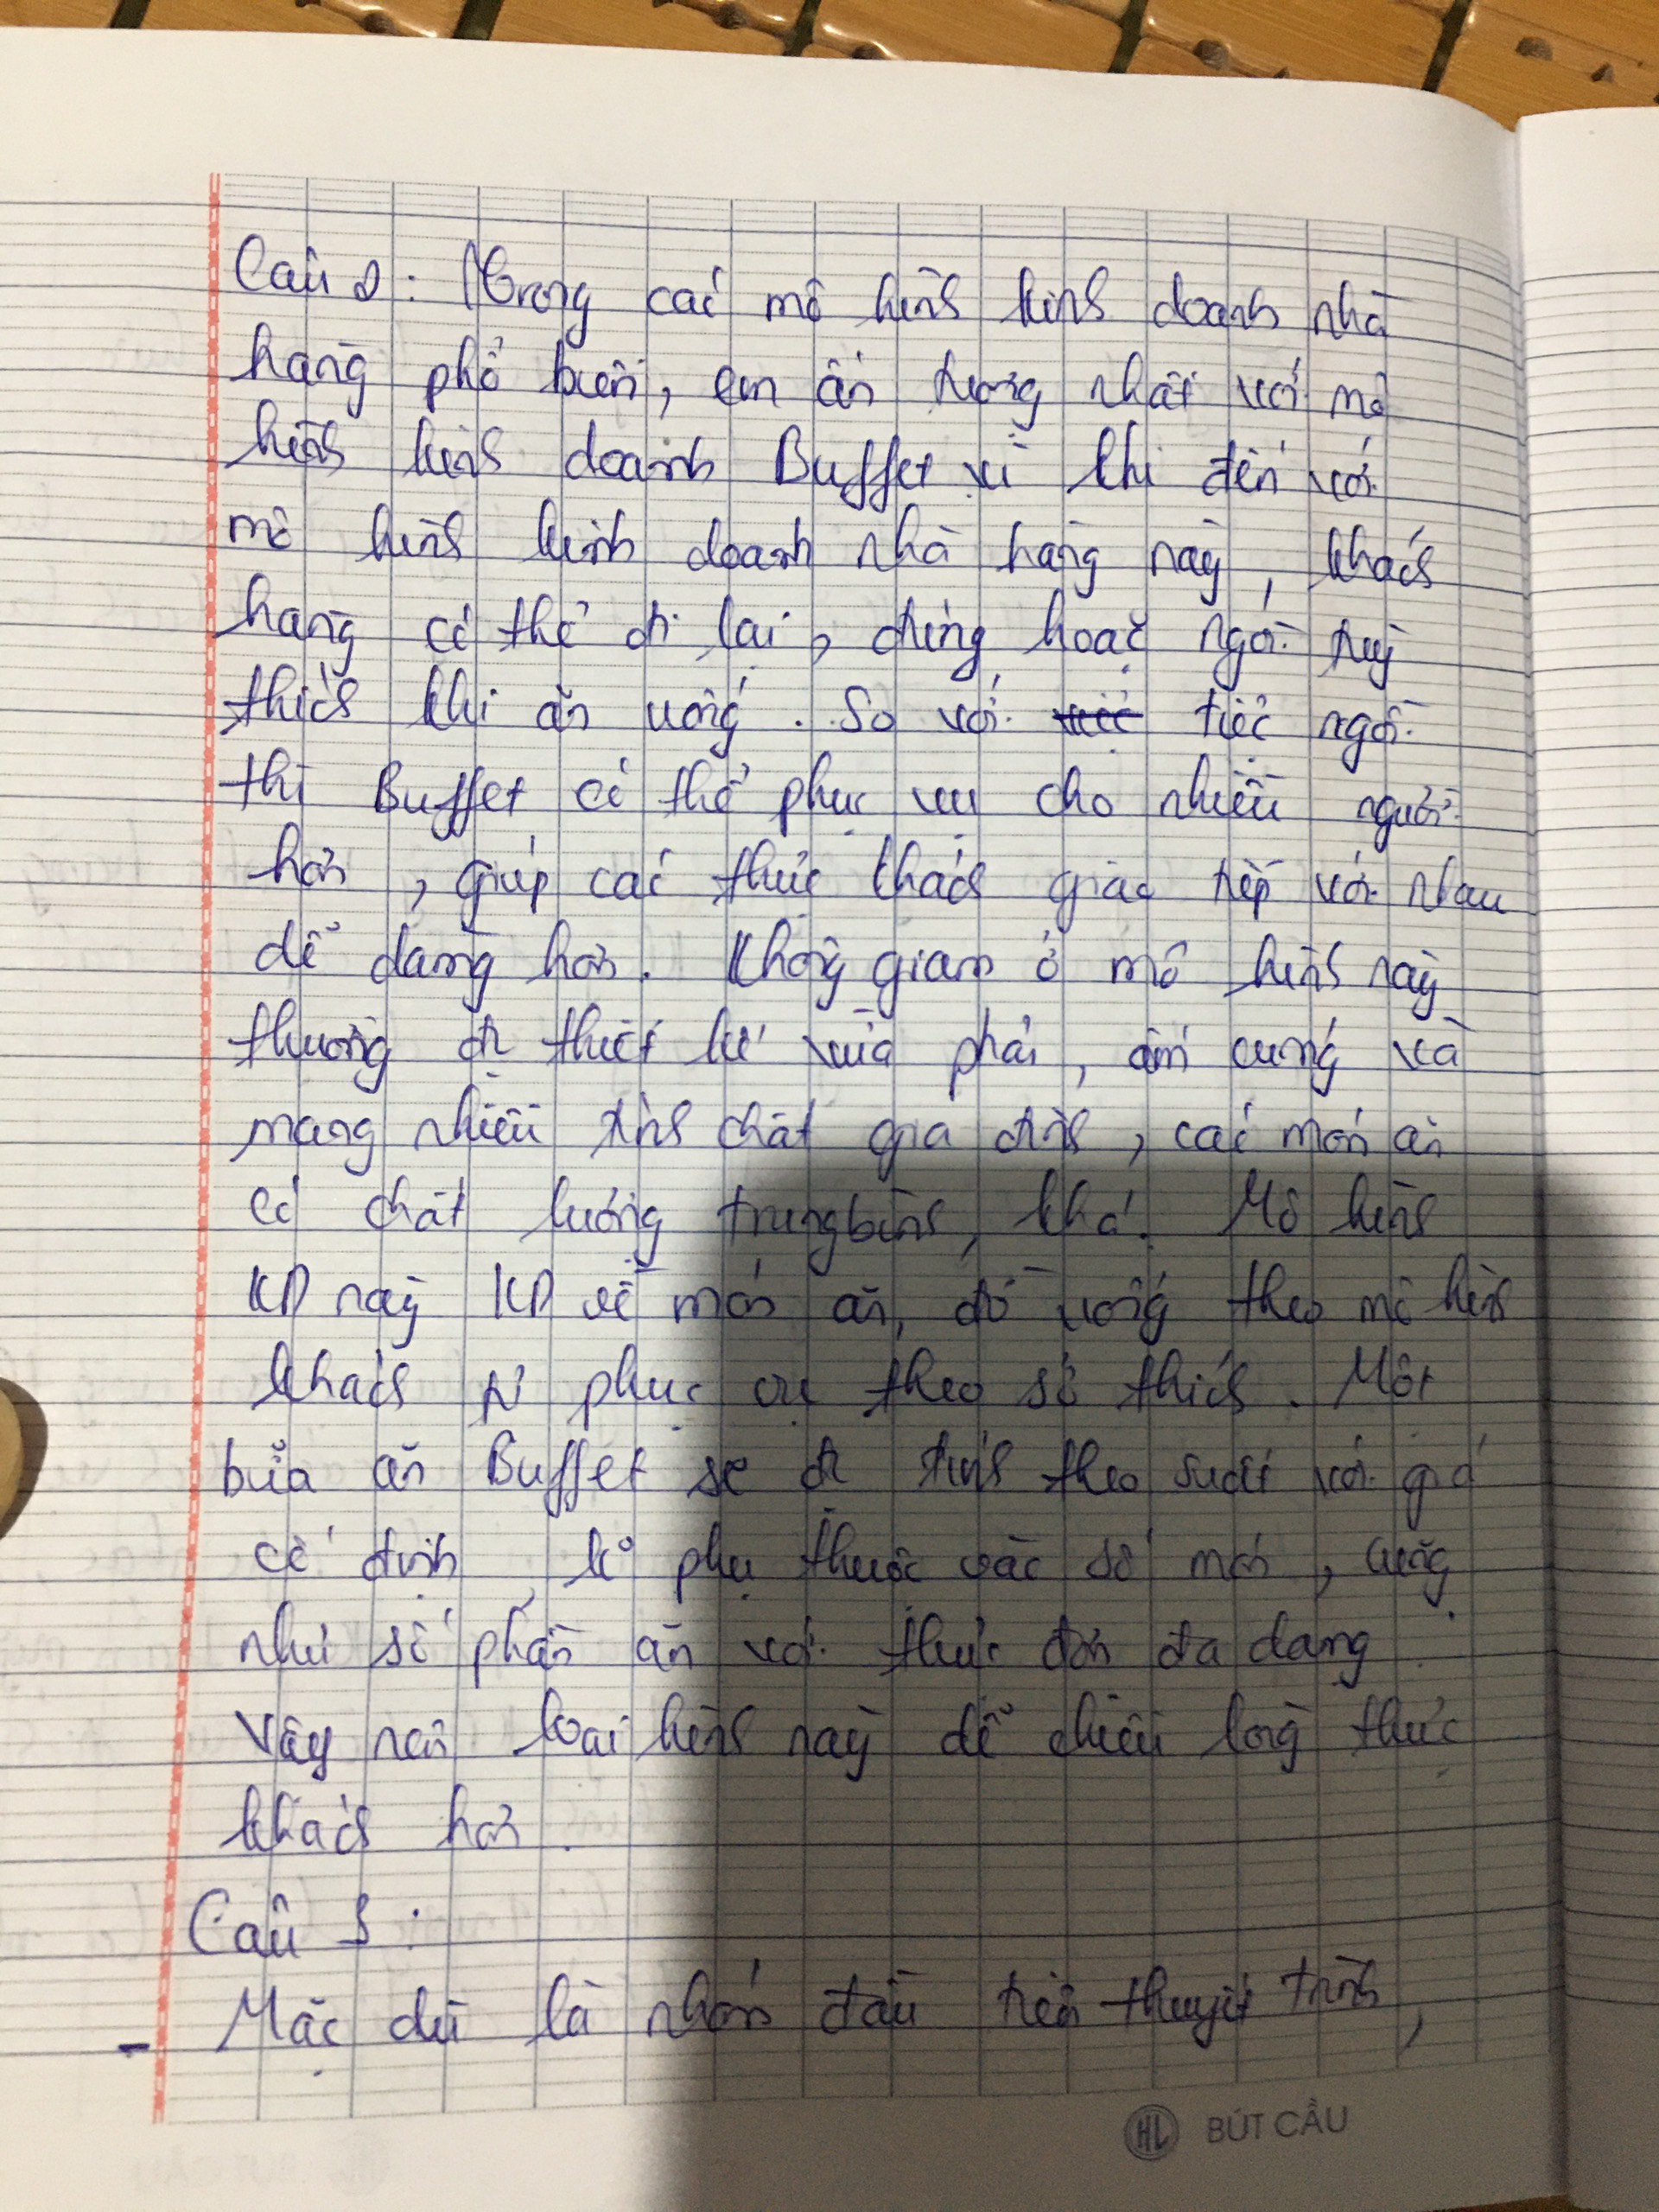 Câu 2: Trong các mô hình kinh doanh nhà
hàng phổ biến, em ấn tượng nhất với mô
hình kinh doanh Buffet vì khi đến với
mô hình kinh doanh nhà hàng này, khách
hàng có thể đi lại, đứng hoặc ngồi tuỳ
thích khi ăn uống. So với tiệc ngồi
thì Buffet có thể phục vụ cho nhiều người
hơn, giúp các thực khách giao tiếp với nhau
dễ dàng hơn. Không gian ở mô hình này
thường đc thiết kế vừa phải, ấm cúng và
mang nhiều tính chất gia đình, các món ăn
có chất lượng trung bình, khá. Mô hình
KD này KD về món ăn, đồ uống theo mô hình
khách tự phục vụ theo sở thích. Một
bữa ăn Buffet sẽ đc tính theo suất với giá
cố định, ko phụ thuộc vào số món, cũng
như số phần ăn với thực đơn đa dạng.
Vậy nên loại hình này dễ chiều lòng thực
khách hơn.
Câu 3:
- Mặc dù là nhóm đầu tiên thuyết trình,
HL BÚT CẦU